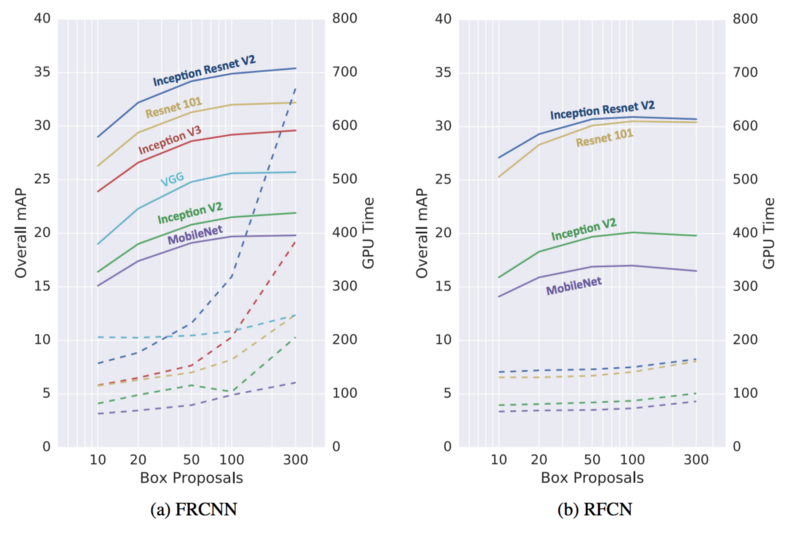 40
35
30
25
20
15
10
5
0
Overall mAP
Inception Resnet V2
Resnet 101
Inception V3
VGG
Inception V2
MobileNet
800
700
600
500
400
300
200
100
0
GPU Time
10 20 50 100 300
Box Proposals
(a) FRCNN
40
35
30
25
20
15
10
5
0
Overall mAP
Inception Resnet V2
Resnet 101
Inception V2
MobileNet
800
700
600
500
400
300
200
100
0
GPU Time
10 20 50 100 300
Box Proposals
(b) RFCN